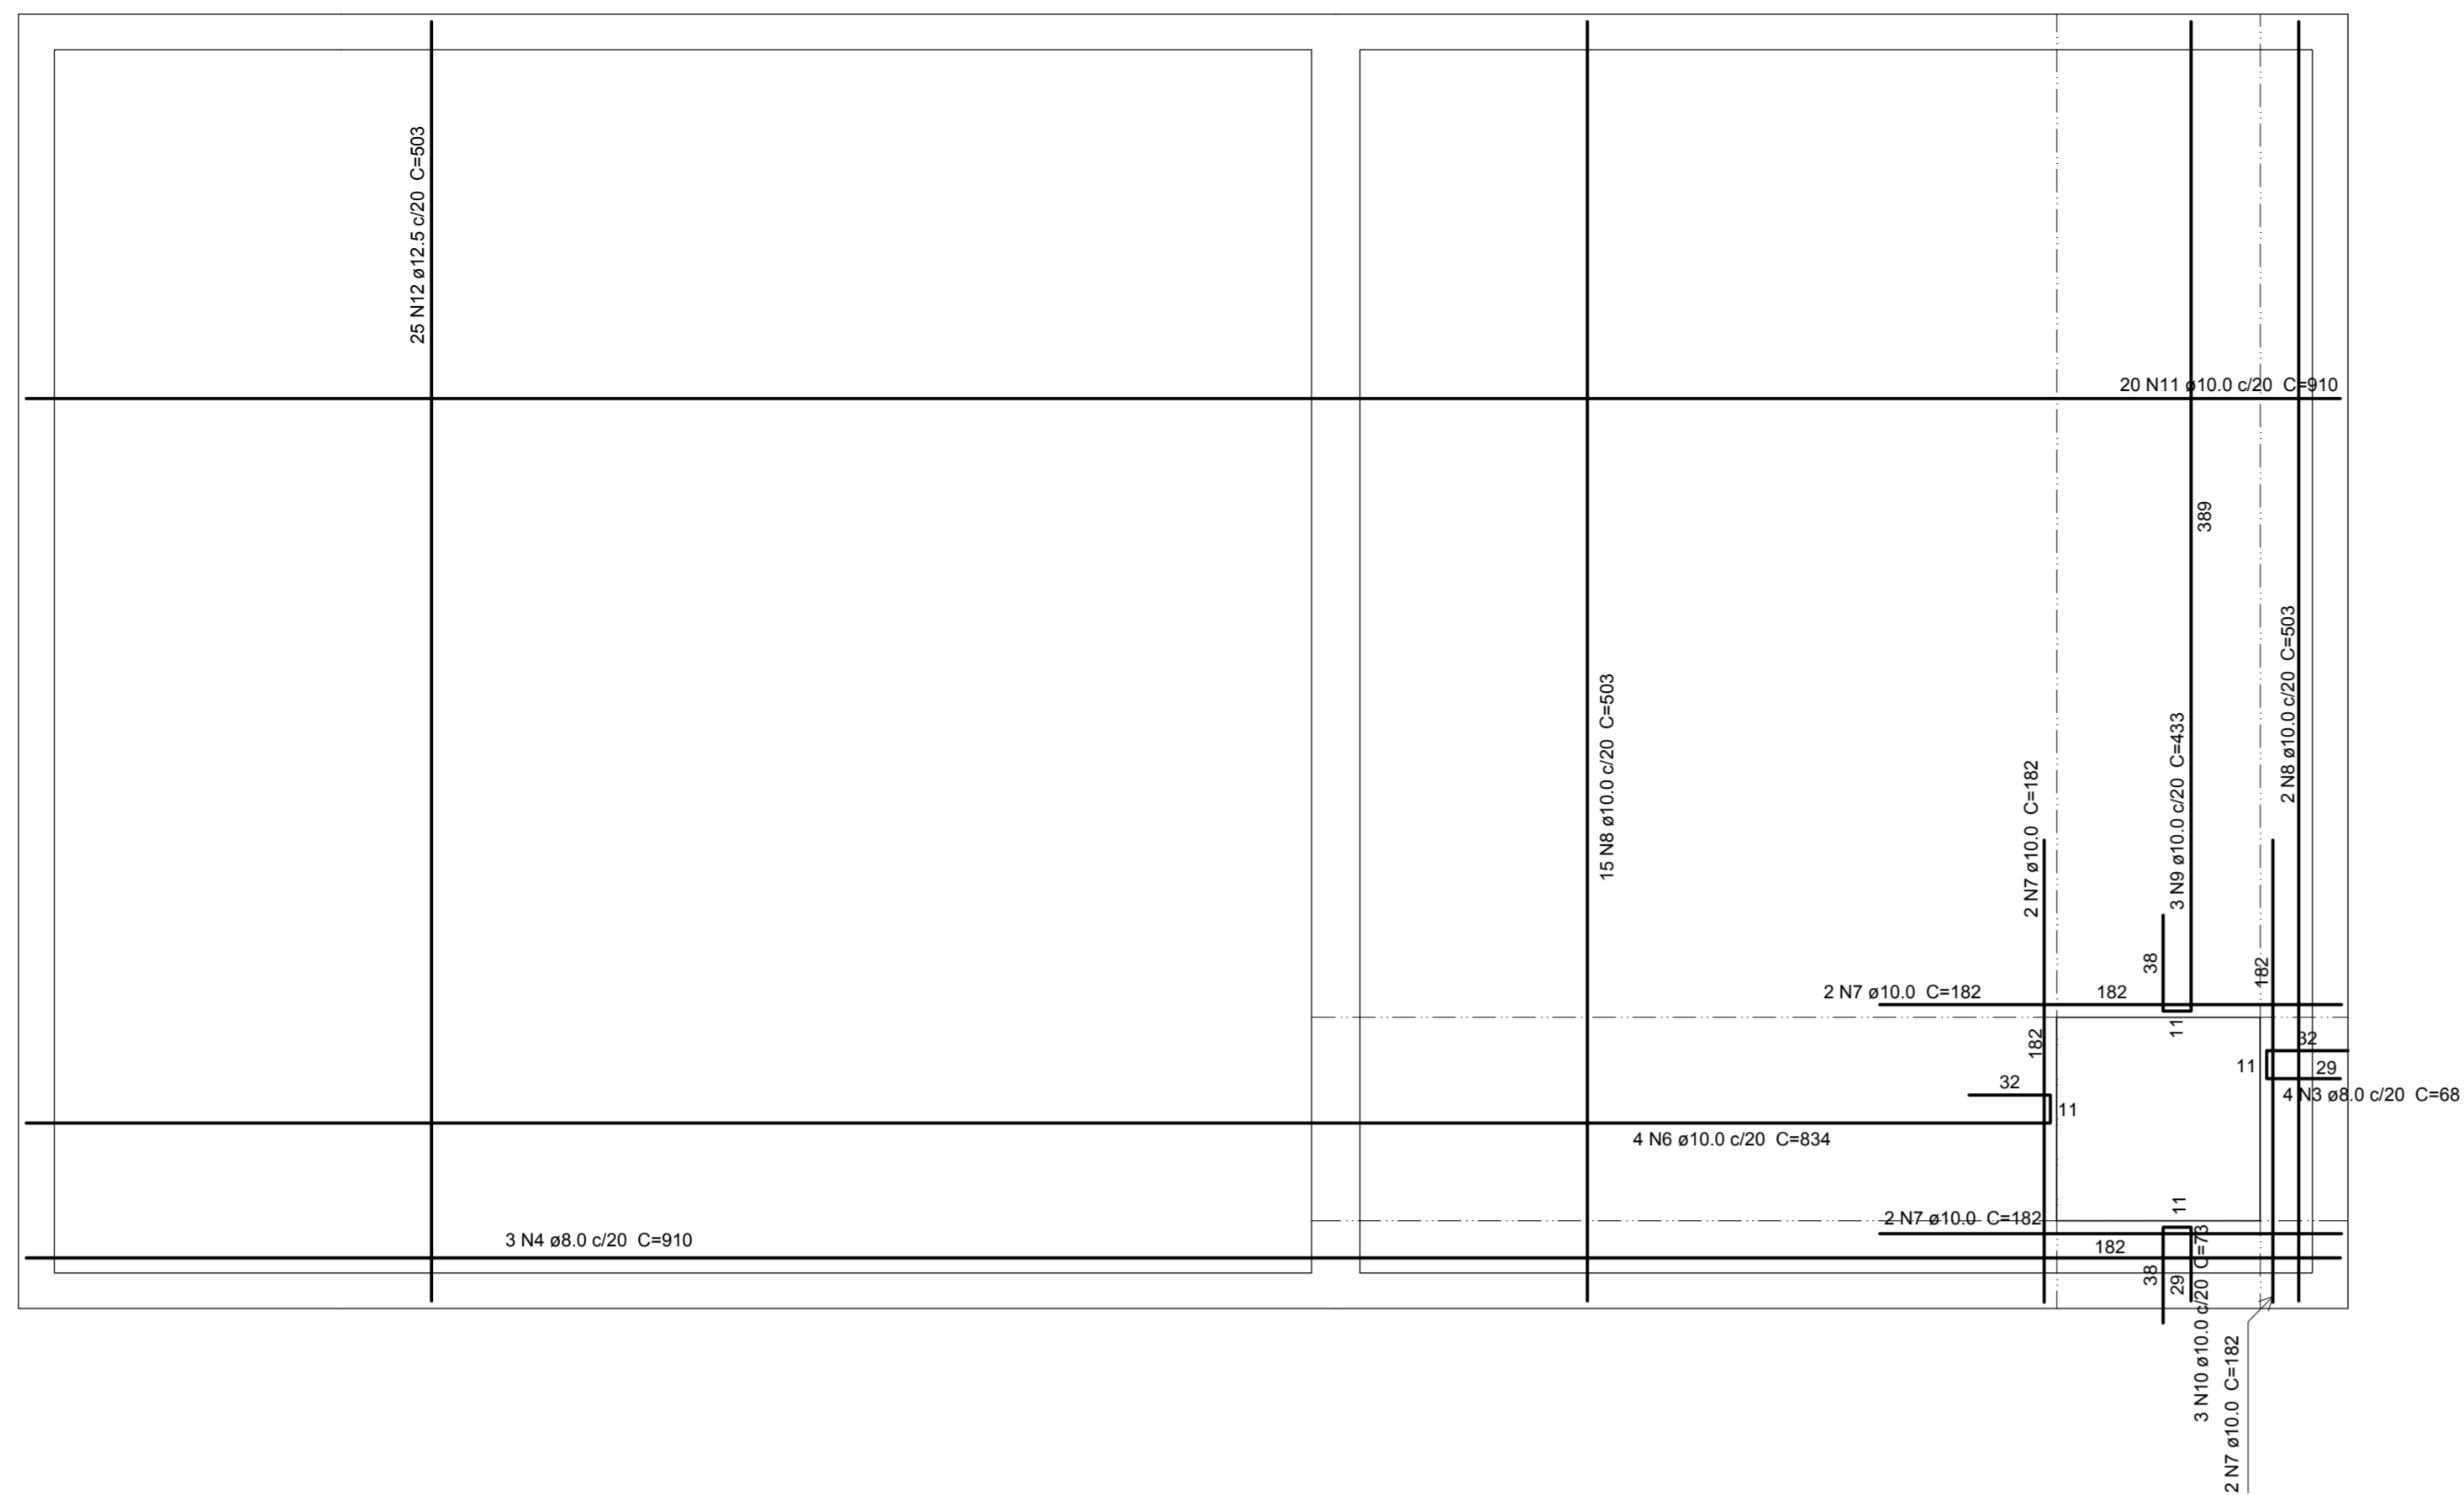 25 N12 ø12.5 c/20 C=503
20 N11 ø10.0 c/20 C=910
389
2 N8 ø10.0 c/20 C=503
15 N8 ø10.0 c/20 C=503
3 N9 ø10.0 c/20 C=433
2 N7 ø10.0 C=182
38
182
2 N7 ø10.0 C=182
182
11
182
32
11
29
4 N3 ø8.0 c/20 C=68
32
11
4 N6 ø10.0 c/20 C=834
11
2 N7 ø10.0 C=182
3 N4 ø8.0 c/20 C=910
182
38
29
3 N10 ø10.0 c/20 C=73
2 N7 ø10.0 C=182